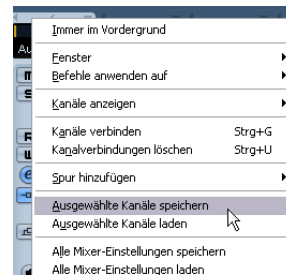 Immer im Vordergrund
Fenster
Befehle anwenden auf
Kanäle anzeigen
Kanäle verbinden Strg+G
Kanalverbindungen löschen Strg+U
Spur hinzufügen
Ausgewählte Kanäle speichern
Ausgewählte Kanäle laden
Alle Mixer-Einstellungen speichern
Alle Mixer-Einstellungen laden